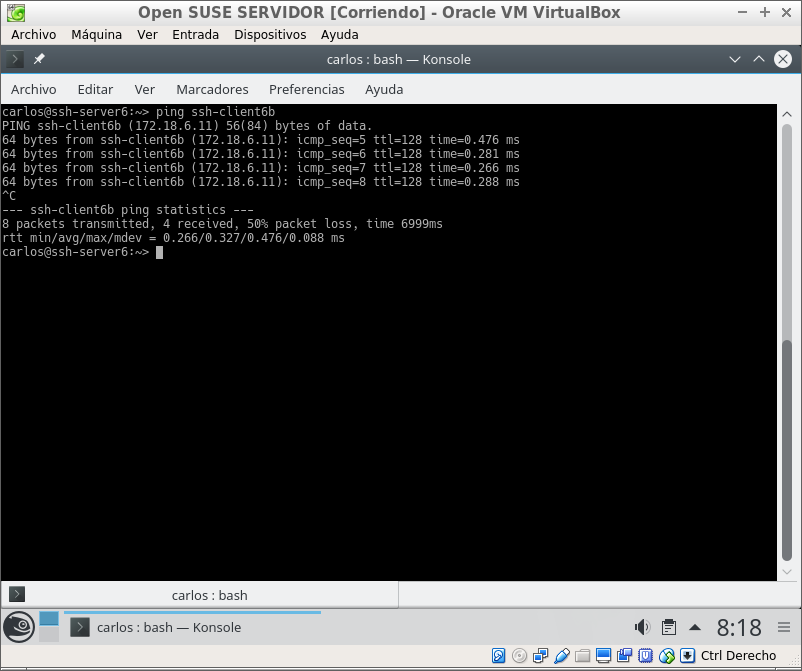 Open SUSE SERVIDOR [Corriendo] - Oracle VM VirtualBox
Archivo Máquina Ver Entrada Dispositivos Ayuda
carlos : bash — Konsole
Archivo Editar Ver Marcadores Preferencias Ayuda
carlos@ssh-server6:~> ping ssh-client6b
PING ssh-client6b (172.18.6.11) 56(84) bytes of data.
64 bytes from ssh-client6b (172.18.6.11): icmp_seq=5 ttl=128 time=0.476 ms
64 bytes from ssh-client6b (172.18.6.11): icmp_seq=6 ttl=128 time=0.281 ms
64 bytes from ssh-client6b (172.18.6.11): icmp_seq=7 ttl=128 time=0.266 ms
64 bytes from ssh-client6b (172.18.6.11): icmp_seq=8 ttl=128 time=0.288 ms
^C
--- ssh-client6b ping statistics ---
8 packets transmitted, 4 received, 50% packet loss, time 6999ms
rtt min/avg/max/mdev = 0.266/0.327/0.476/0.088 ms
carlos@ssh-server6:~>
carlos : bash
carlos : bash — Konsole 8:18
Ctrl Derecho